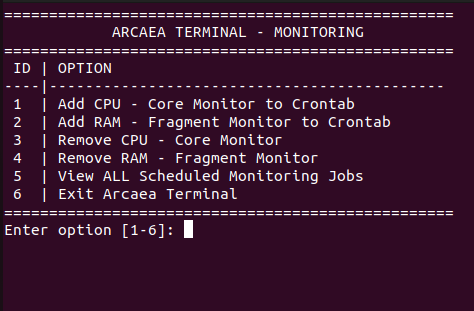 ==================================================
ARCAEA TERMINAL - MONITORING
==================================================
ID | OPTION
----|--------------------------------------------
1 | Add CPU - Core Monitor to Crontab
2 | Add RAM - Fragment Monitor to Crontab
3 | Remove CPU - Core Monitor
4 | Remove RAM - Fragment Monitor
5 | View ALL Scheduled Monitoring Jobs
6 | Exit Arcaea Terminal
==================================================
Enter option [1-6]: